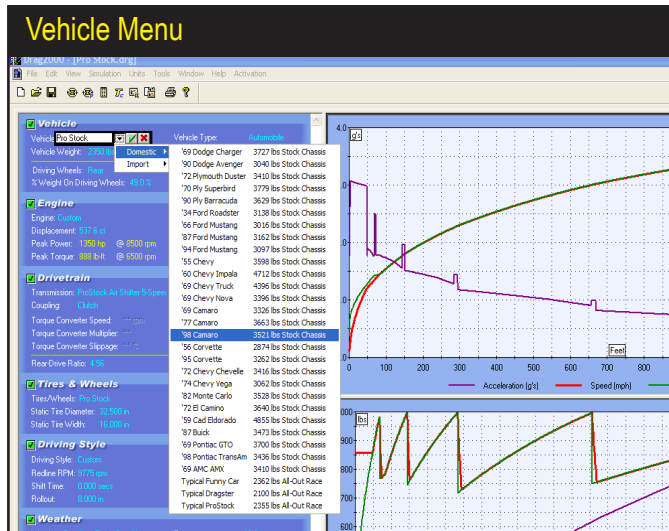 Vehicle Menu
Drag2000 - [Pro Stock.drg]
File Edit View Simulation Units Tools Window Help Activation
Vehicle
Vehicle Pro Stock Vehicle Type: Automobile
Vehicle Weight: 2350 lb
Domestic
Import
Driving Wheels: Rear
% Weight On Driving Wheels: 49.0 %
Engine
Engine: Custom
Displacement: 537.6 ci
Peak Power: 1350 hp @ 8500 rpm
Peak Torque: 888 lb-ft @ 6500 rpm
Drivetrain
Transmission: ProStock Air Shifter 5-Speed
Coupling: Clutch
Torque Converter Speed: rpm
Torque Converter Multiplier:
Torque Converter Slippage: %
Rear-Drive Ratio: 4.56
Tires & Wheels
Tires/Wheels: Pro Stock
Static Tire Diameter: 32.500 in
Static Tire Width: 16.000 in
Driving Style
Driving Style: Custom
Redline RPM: 9775 rpm
Shift Time: 0.000 secs
Rollout: 8.000 in
Weather
'69 Dodge Charger 3727 lbs Stock Chassis
'90 Dodge Avenger 3040 lbs Stock Chassis
'72 Plymouth Duster 3410 lbs Stock Chassis
'70 Ply Superbird 3779 lbs Stock Chassis
'90 Ply Barracuda 3629 lbs Stock Chassis
'34 Ford Roadster 3138 lbs Stock Chassis
'66 Ford Mustang 3016 lbs Stock Chassis
'87 Ford Mustang 3162 lbs Stock Chassis
'94 Ford Mustang 3097 lbs Stock Chassis
'55 Chevy 3598 lbs Stock Chassis
'60 Chevy Impala 4712 lbs Stock Chassis
'69 Chevy Truck 4396 lbs Stock Chassis
'69 Chevy Nova 3396 lbs Stock Chassis
'69 Camaro 3326 lbs Stock Chassis
'77 Camaro 3663 lbs Stock Chassis
'98 Camaro 3521 lbs Stock Chassis
'56 Corvette 2874 lbs Stock Chassis
'95 Corvette 3262 lbs Stock Chassis
'72 Chevy Chevelle 3416 lbs Stock Chassis
'74 Chevy Vega 3062 lbs Stock Chassis
'82 Monte Carlo 3528 lbs Stock Chassis
'72 El Camino 3640 lbs Stock Chassis
'59 Cad Eldorado 4855 lbs Stock Chassis
'87 Buick 3473 lbs Stock Chassis
'69 Pontiac GTO 3700 lbs Stock Chassis
'98 Pontiac TransAm 3436 lbs Stock Chassis
'69 AMC AMX 3410 lbs Stock Chassis
Typical Funny Car 2362 lbs All-Out Race
Typical Dragster 2100 lbs All-Out Race
Typical ProStock 2355 lbs All-Out Race
4.0
g's
.0
.0
.0
.0
Feet
0 100 200 300 400 500 600 700 800
Acceleration (g's) Speed (mph)
000
lbs
900
800
700
600